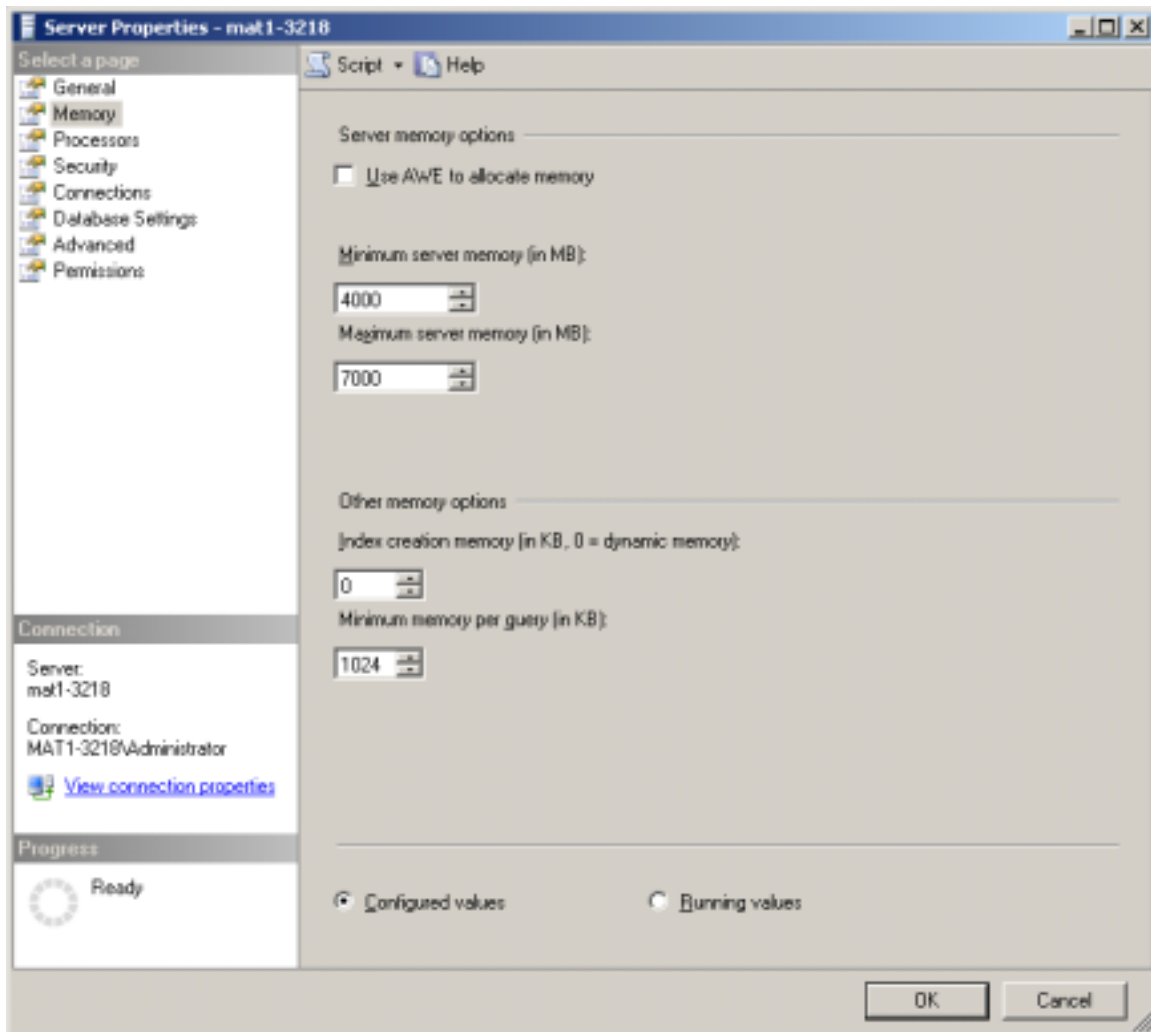 Server Properties - mat1-3218
Select a page
General
Memory
Processors
Security
Connections
Database Settings
Advanced
Permissions
Script Help
Server memory options
Use AWE to allocate memory
Minimum server memory (in MB):
4000
Maximum server memory (in MB):
7000
Other memory options
Index creation memory (in KB, 0 = dynamic memory):
0
Minimum memory per query (in KB):
1024
Connection
Server:
mat1-3218
Connection:
MAT1-3218\Administrator
View connection properties
Progress
Ready
Configured values Running values
OK Cancel